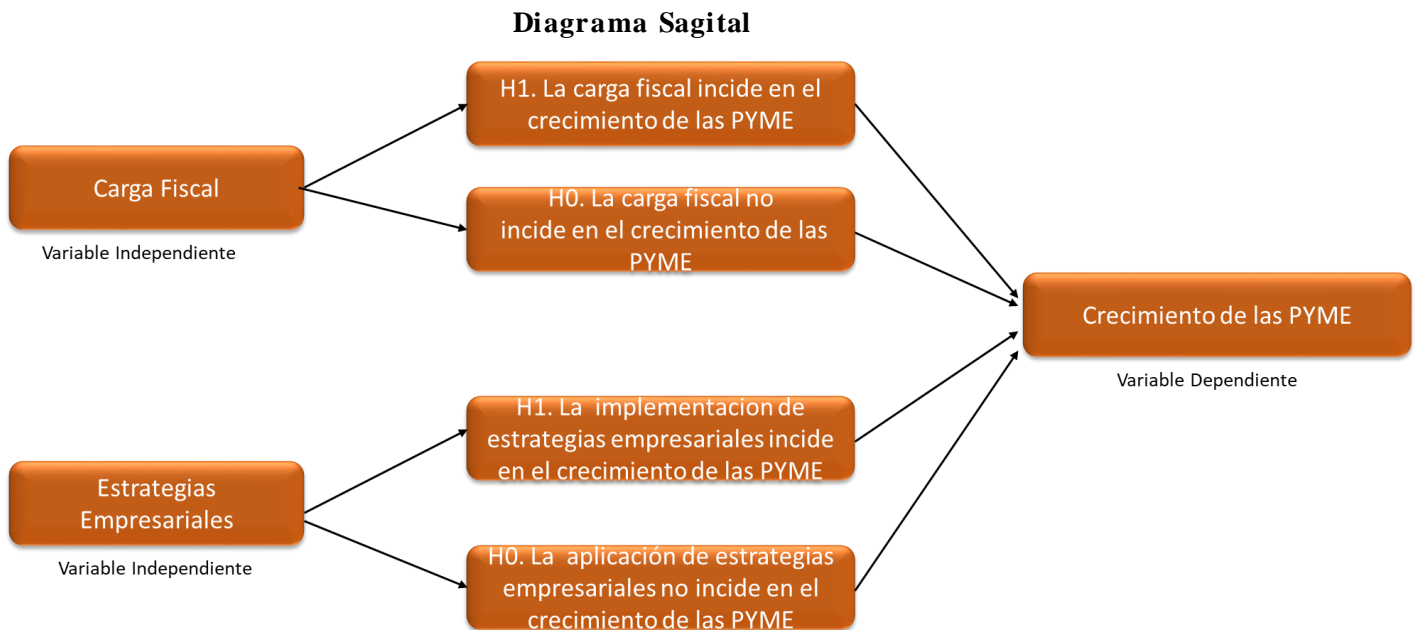 Diagrama Sagital
H1. La carga fiscal incide en el
crecimiento de las PYME
Carga Fiscal
Variable Independiente
H0. La carga fiscal no
incide en el crecimiento de las
PYME
Crecimiento de las PYME
Variable Dependiente
H1. La implementacion de
estrategias empresariales incide
en el crecimiento de las PYME
Estrategias
Empresariales
Variable Independiente
H0. La aplicación de estrategias
empresariales no incide en el
crecimiento de las PYME